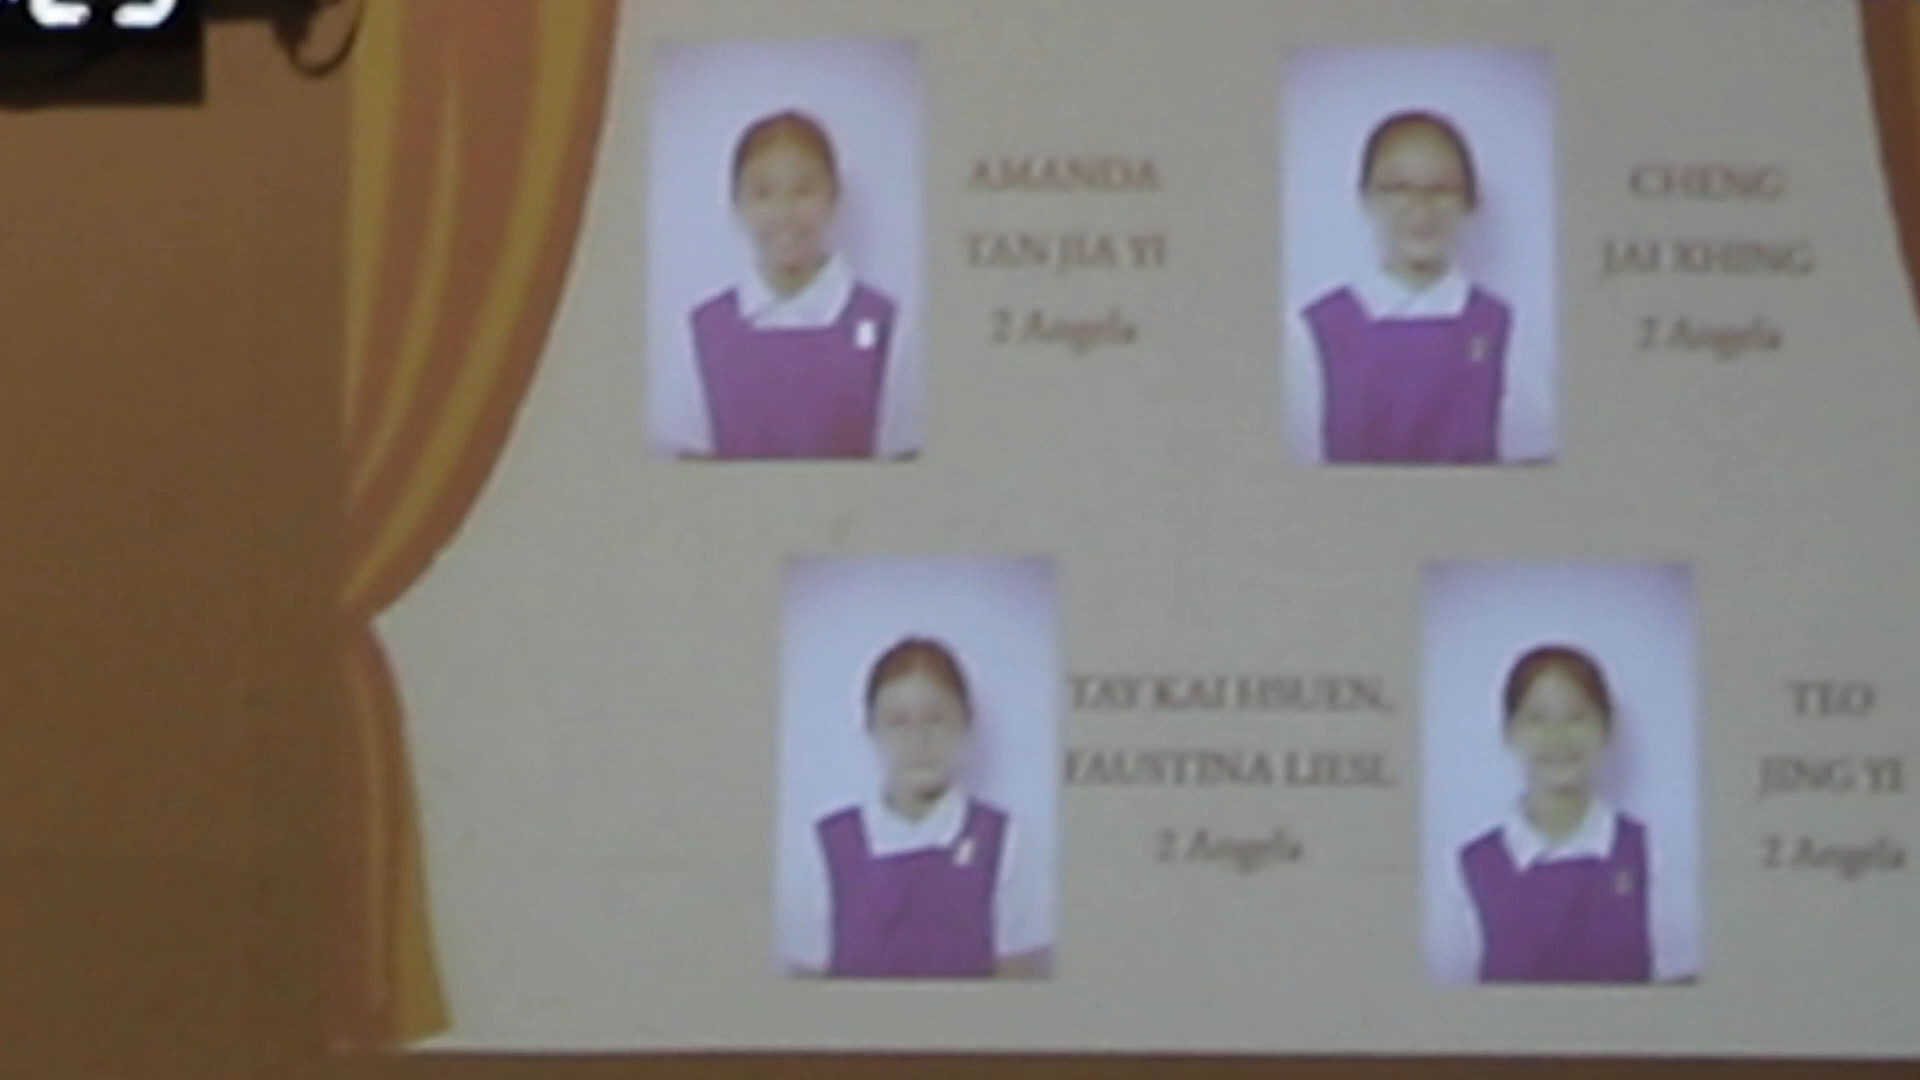 AMANDA
TAN JIA YI
2 Angela
CHENG
JAI XHING
2 Angela
TAY KAI HSUEN,
FAUSTINA LIESL
2 Angela
TEO
JING YI
2 Angela